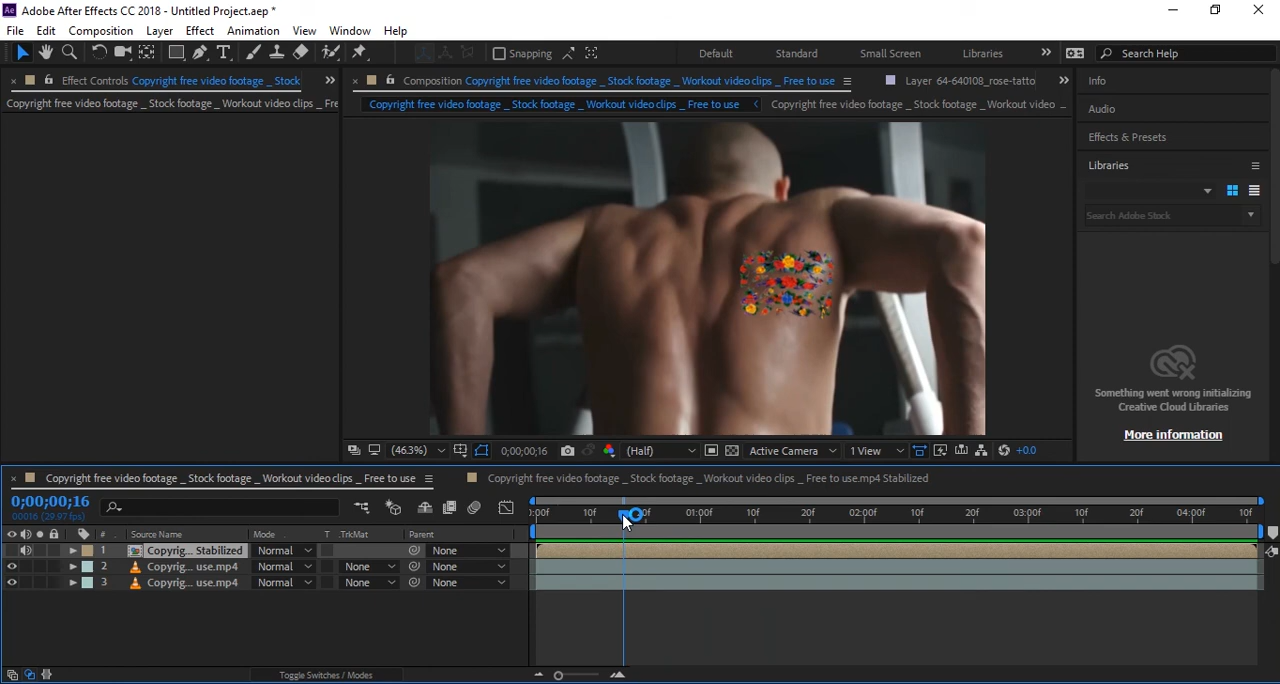 Ae Adobe After Effects CC 2018 - Untitled Project.aep *
File Edit Composition Layer Effect Animation View Window Help
T Snapping Default Standard Small Screen Libraries » Search Help
× Effect Controls Copyright free video footage _ Stock »
× Composition Copyright free video footage _ Stock footage _ Workout video clips _ Free to use Layer 64-640108_rose-tatto »
Info
Copyright free video footage _ Stock footage _ Workout video clips _ Fre
Copyright free video footage _ Stock footage _ Workout video clips _ Free to use < Copyright free video footage _ Stock footage _ Workout video _
Audio
Effects & Presets
Libraries
Search Adobe Stock
Something went wrong initializing
Creative Cloud Libraries
More information
(46.3%) 0;00;00;16 (Half) Active Camera 1 View +0.0
× Copyright free video footage _ Stock footage _ Workout video clips _ Free to use
Copyright free video footage _ Stock footage _ Workout video clips _ Free to use.mp4 Stabilized
0;00;00;16
00016 (29.97 fps)
):00f 10f 01:00f 10f 20f 02:00f 10f 20f 03:00f 10f 20f 04:00f 10f
# Source Name Mode T .TrkMat Parent
1 Copyrig... Stabilized Normal None
2 Copyrig... use.mp4 Normal None None
3 Copyrig... use.mp4 Normal None None
Toggle Switches / Modes